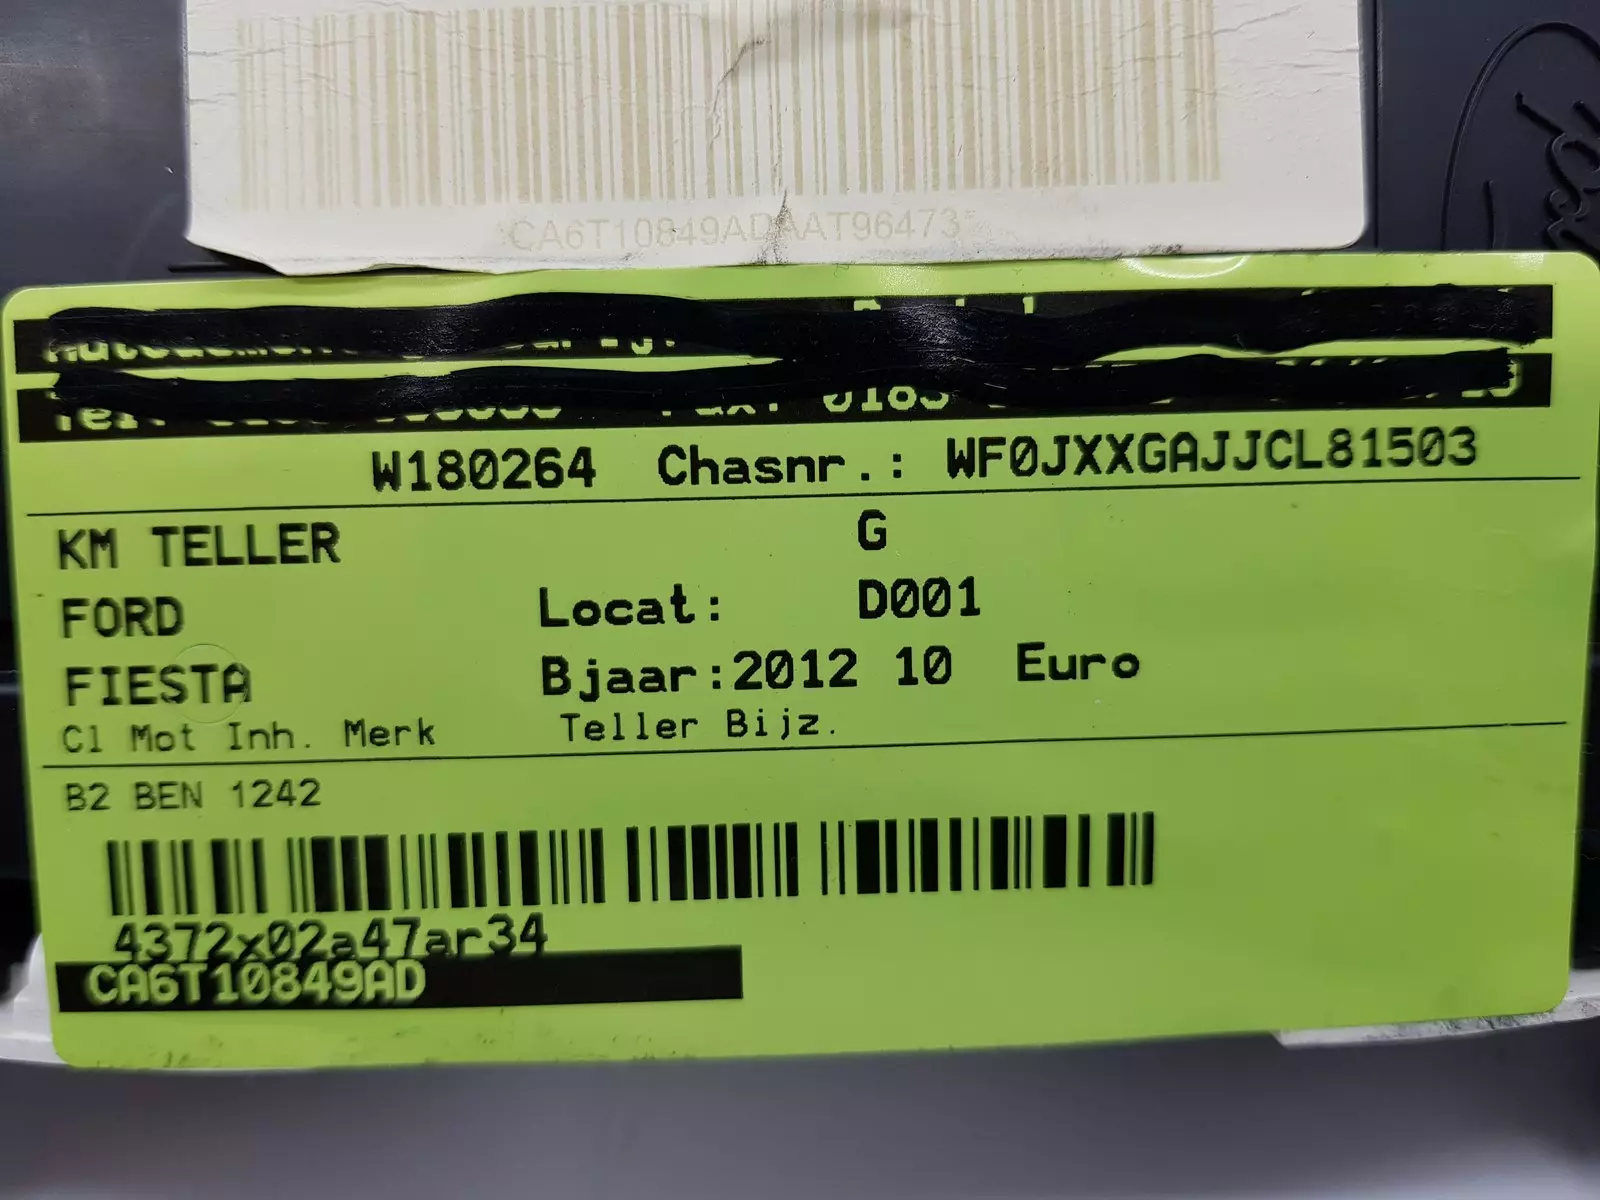 *CA6T10849ADAAT96473*
0183
W180264 Chasnr.: WF0JXXGAJJCL81503
KM TELLER G
FORD Locat: D001
FIESTA Bjaar:2012 10 Euro
Cl Mot Inh. Merk Teller Bijz.
B2 BEN 1242
4372x02a47ar34
CA6T10849AD